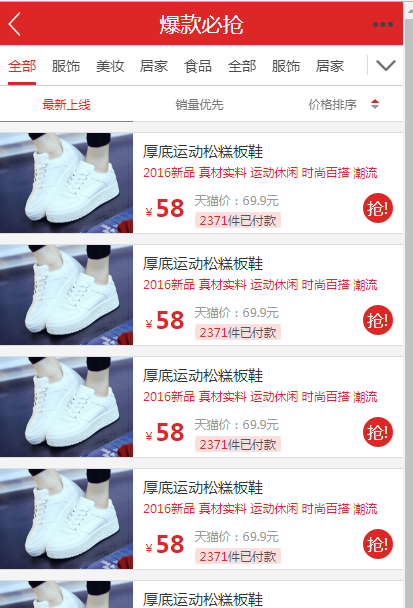 爆款必抢
全部 服饰 美妆 居家 食品 全部 服饰 居家
最新上线 销量优先 价格排序
厚底运动松糕板鞋
2016新品 真材实料 运动休闲 时尚百搭 潮流
¥58 天猫价：69.9元
2371件已付款
抢!
厚底运动松糕板鞋
2016新品 真材实料 运动休闲 时尚百搭 潮流
¥58 天猫价：69.9元
2371件已付款
抢!
厚底运动松糕板鞋
2016新品 真材实料 运动休闲 时尚百搭 潮流
¥58 天猫价：69.9元
2371件已付款
抢!
厚底运动松糕板鞋
2016新品 真材实料 运动休闲 时尚百搭 潮流
¥58 天猫价：69.9元
2371件已付款
抢!
厚底运动松糕板鞋